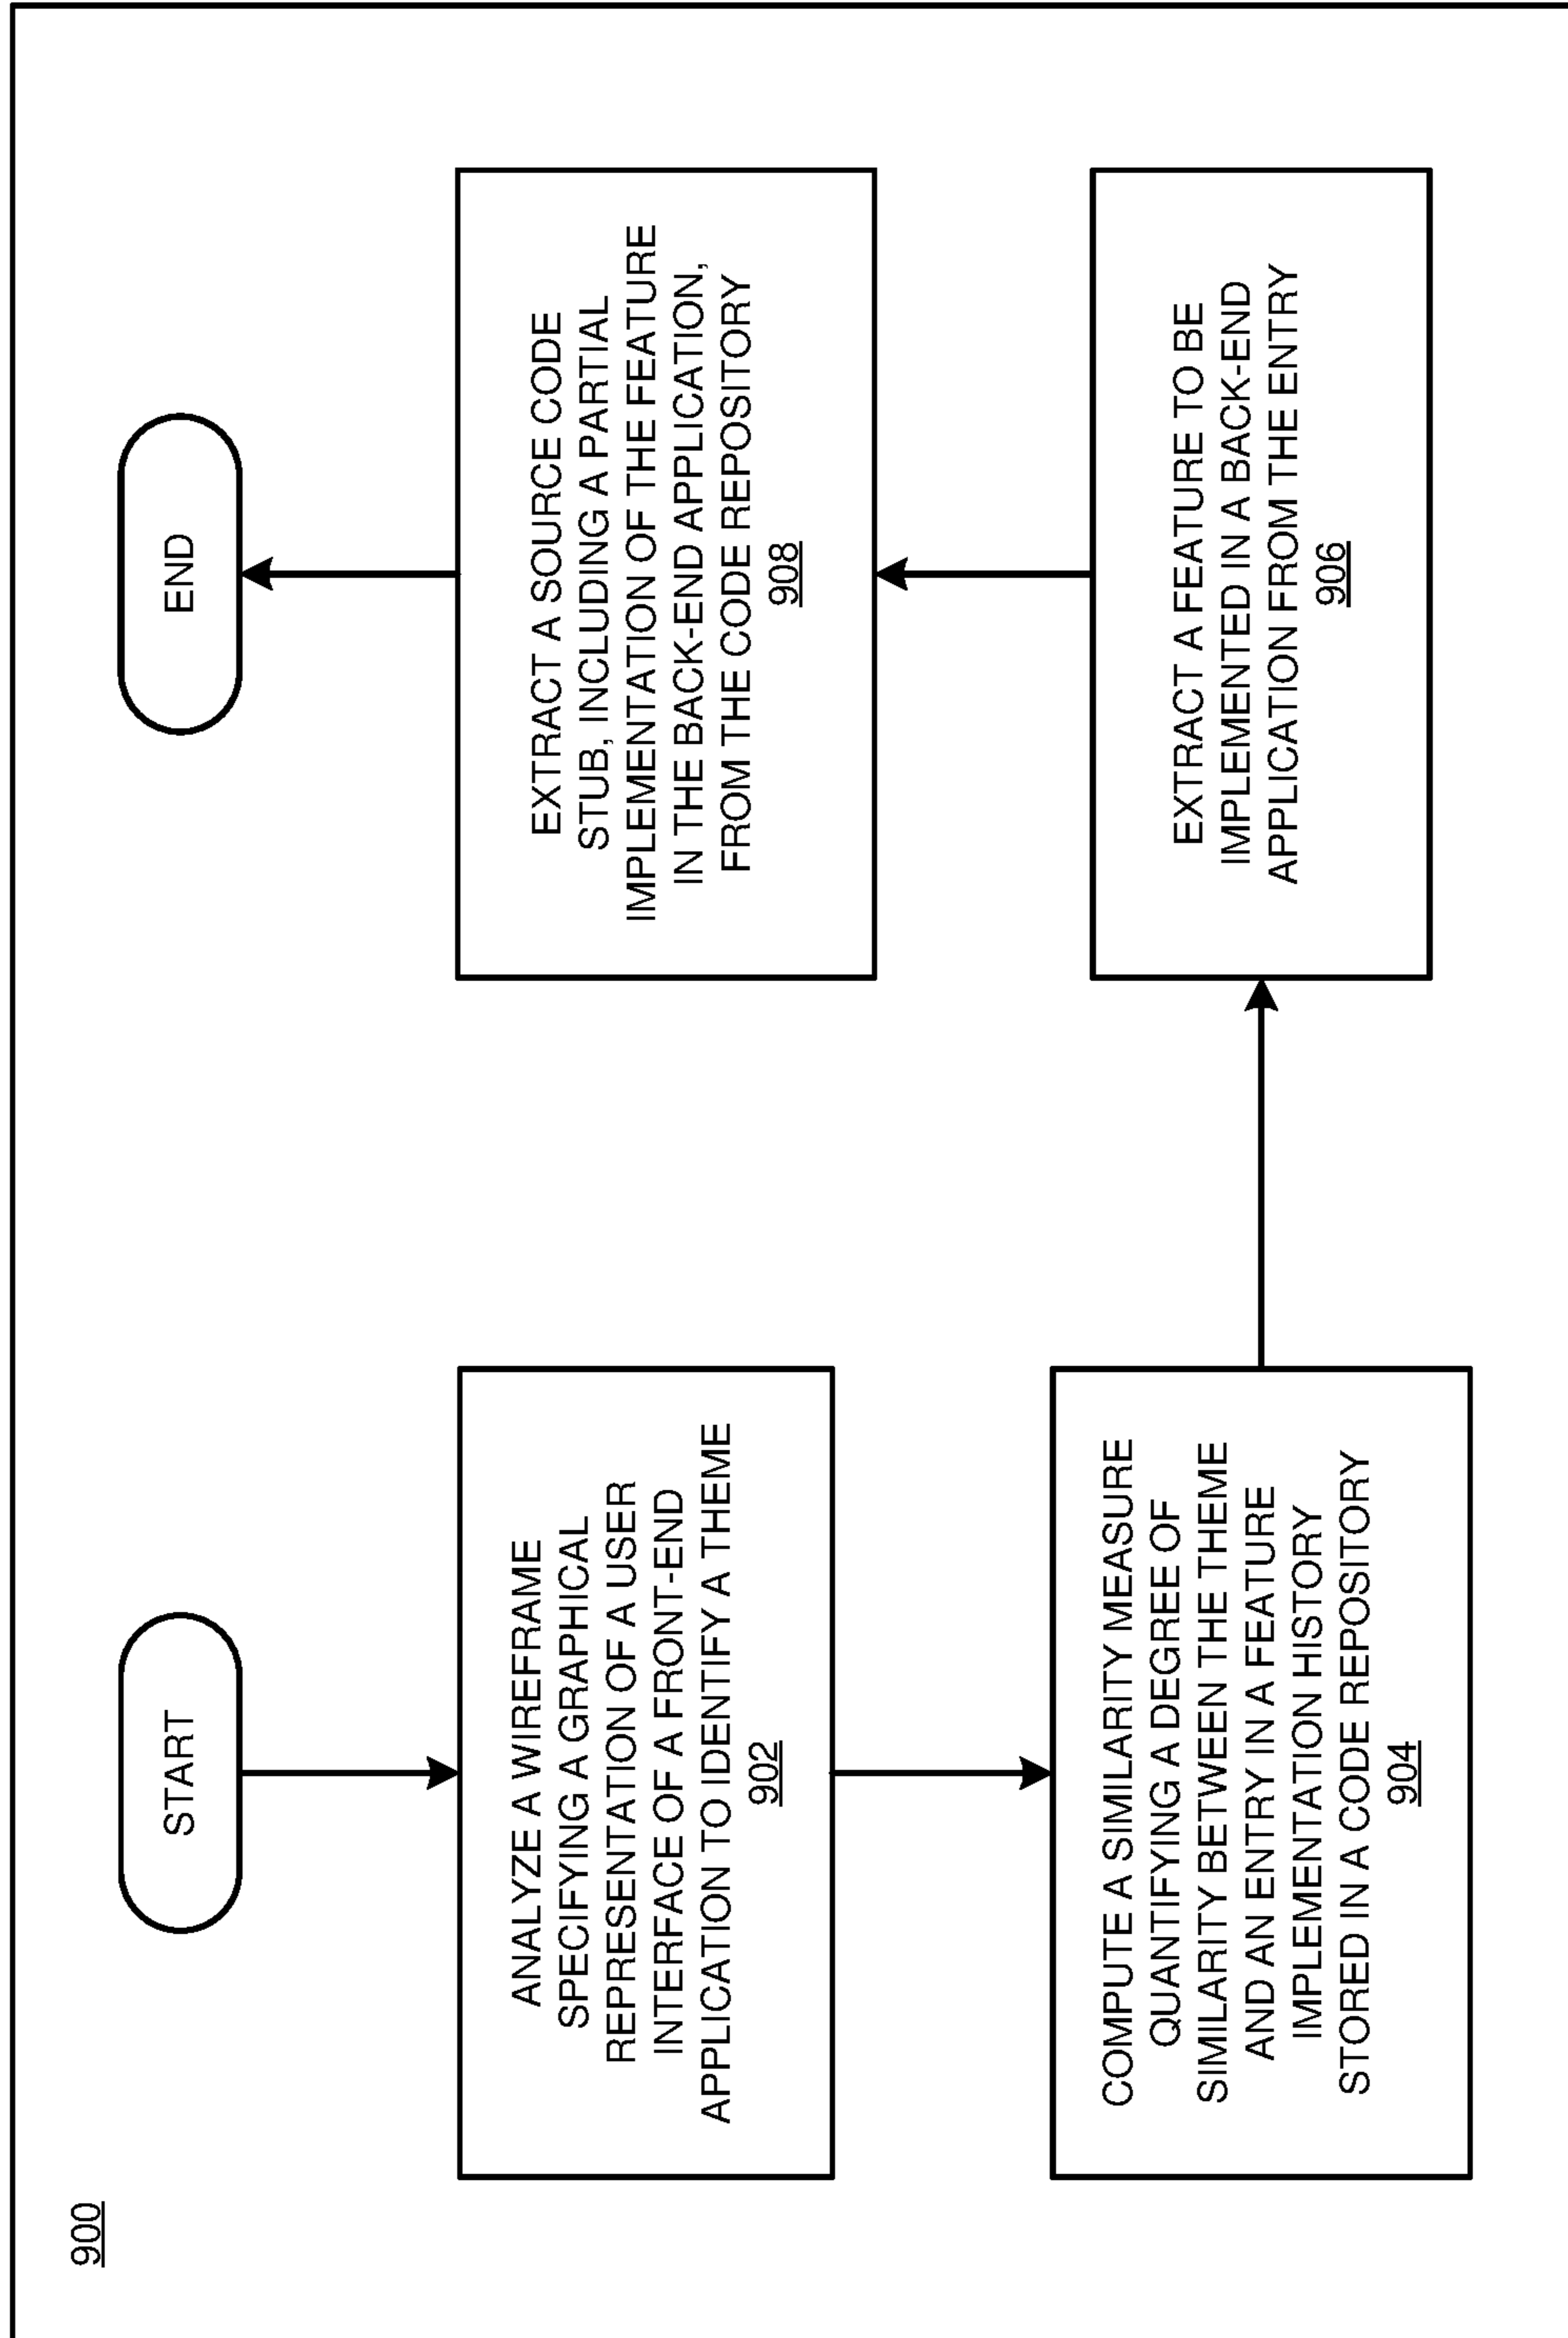 900
START
ANALYZE A WIREFRAME
SPECIFYING A GRAPHICAL
REPRESENTATION OF A USER
INTERFACE OF A FRONT-END
APPLICATION TO IDENTIFY A THEME
902
COMPUTE A SIMILARITY MEASURE
QUANTIFYING A DEGREE OF
SIMILARITY BETWEEN THE THEME
AND AN ENTRY IN A FEATURE
IMPLEMENTATION HISTORY
STORED IN A CODE REPOSITORY
904
EXTRACT A FEATURE TO BE
IMPLEMENTED IN A BACK-END
APPLICATION FROM THE ENTRY
906
EXTRACT A SOURCE CODE
STUB, INCLUDING A PARTIAL
IMPLEMENTATION OF THE FEATURE
IN THE BACK-END APPLICATION,
FROM THE CODE REPOSITORY
908
END